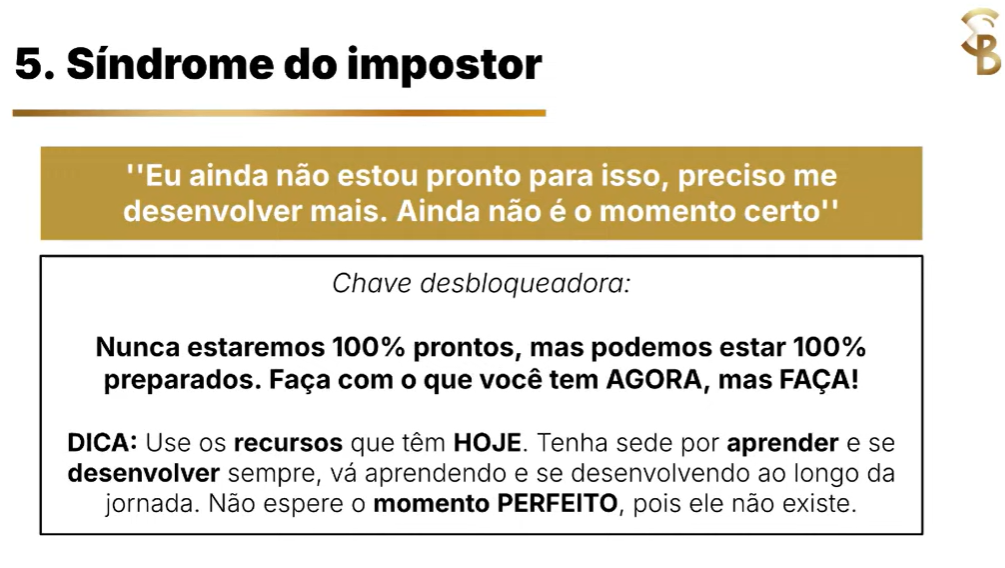 5. Síndrome do impostor
''Eu ainda não estou pronto para isso, preciso me
desenvolver mais. Ainda não é o momento certo''
Chave desbloqueadora:
Nunca estaremos 100% prontos, mas podemos estar 100%
preparados. Faça com o que você tem AGORA, mas FAÇA!
DICA: Use os recursos que têm HOJE. Tenha sede por aprender e se
desenvolver sempre, vá aprendendo e se desenvolvendo ao longo da
jornada. Não espere o momento PERFEITO, pois ele não existe.